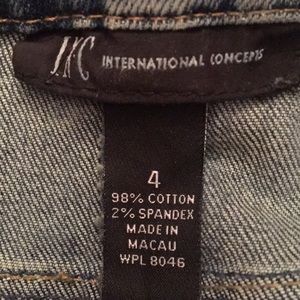 INC INTERNATIONAL CONCEPTS
4
98% COTTON
2% SPANDEX
MADE IN
MACAU
WPL 8046